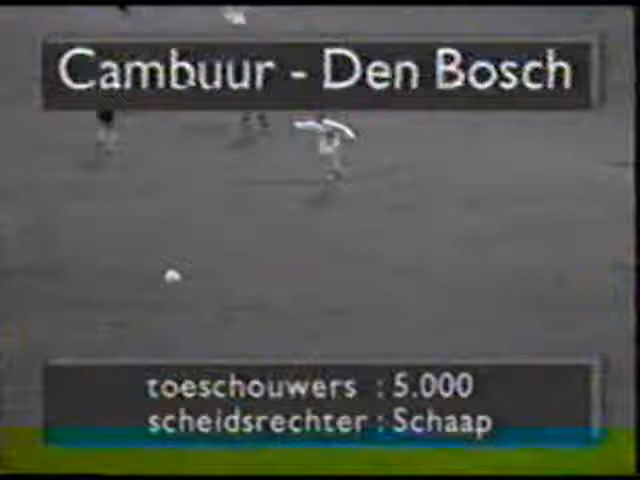 Cambuur - Den Bosch
toeschouwers : 5.000
scheidsrechter : Schaap